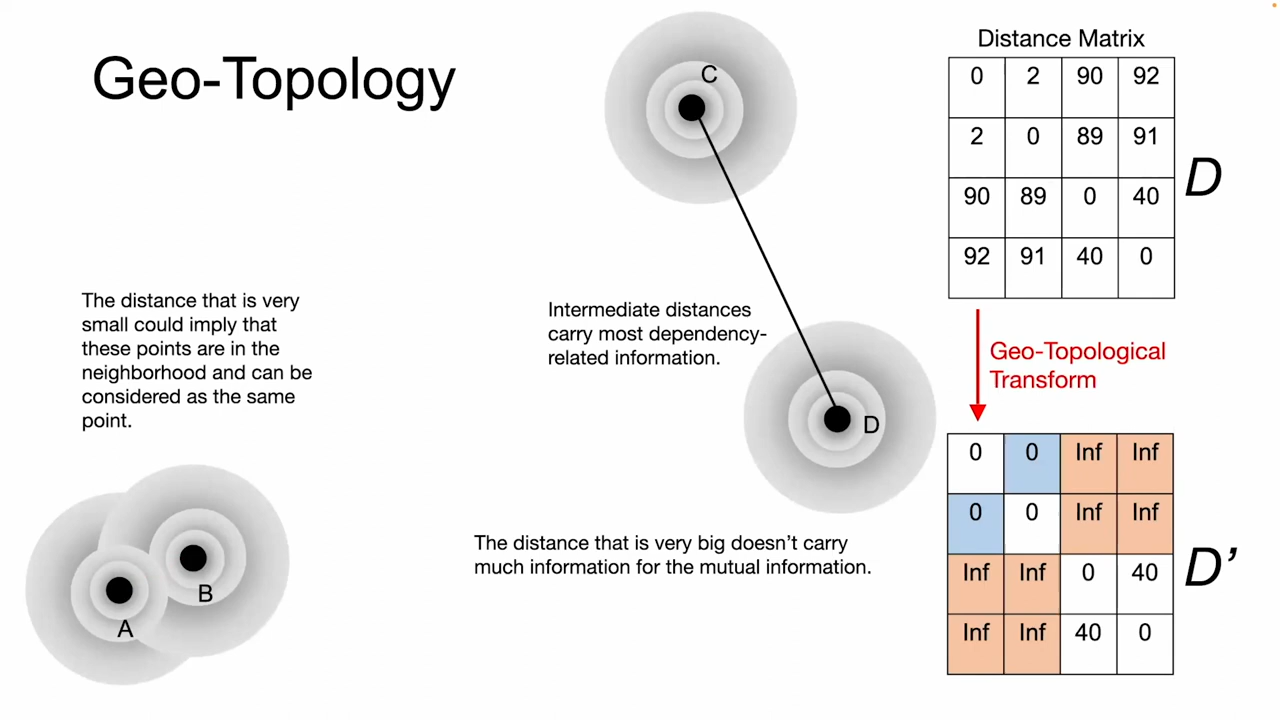 Geo-Topology
The distance that is very
small could imply that
these points are in the
neighborhood and can be
considered as the same
point.
A
B
C
D
Intermediate distances
carry most dependency-
related information.
The distance that is very big doesn’t carry
much information for the mutual information.
Distance Matrix
0 2 90 92
2 0 89 91
90 89 0 40
92 91 40 0
D
Geo-Topological
Transform
0 0 Inf Inf
0 0 Inf Inf
Inf Inf 0 40
Inf Inf 40 0
D’